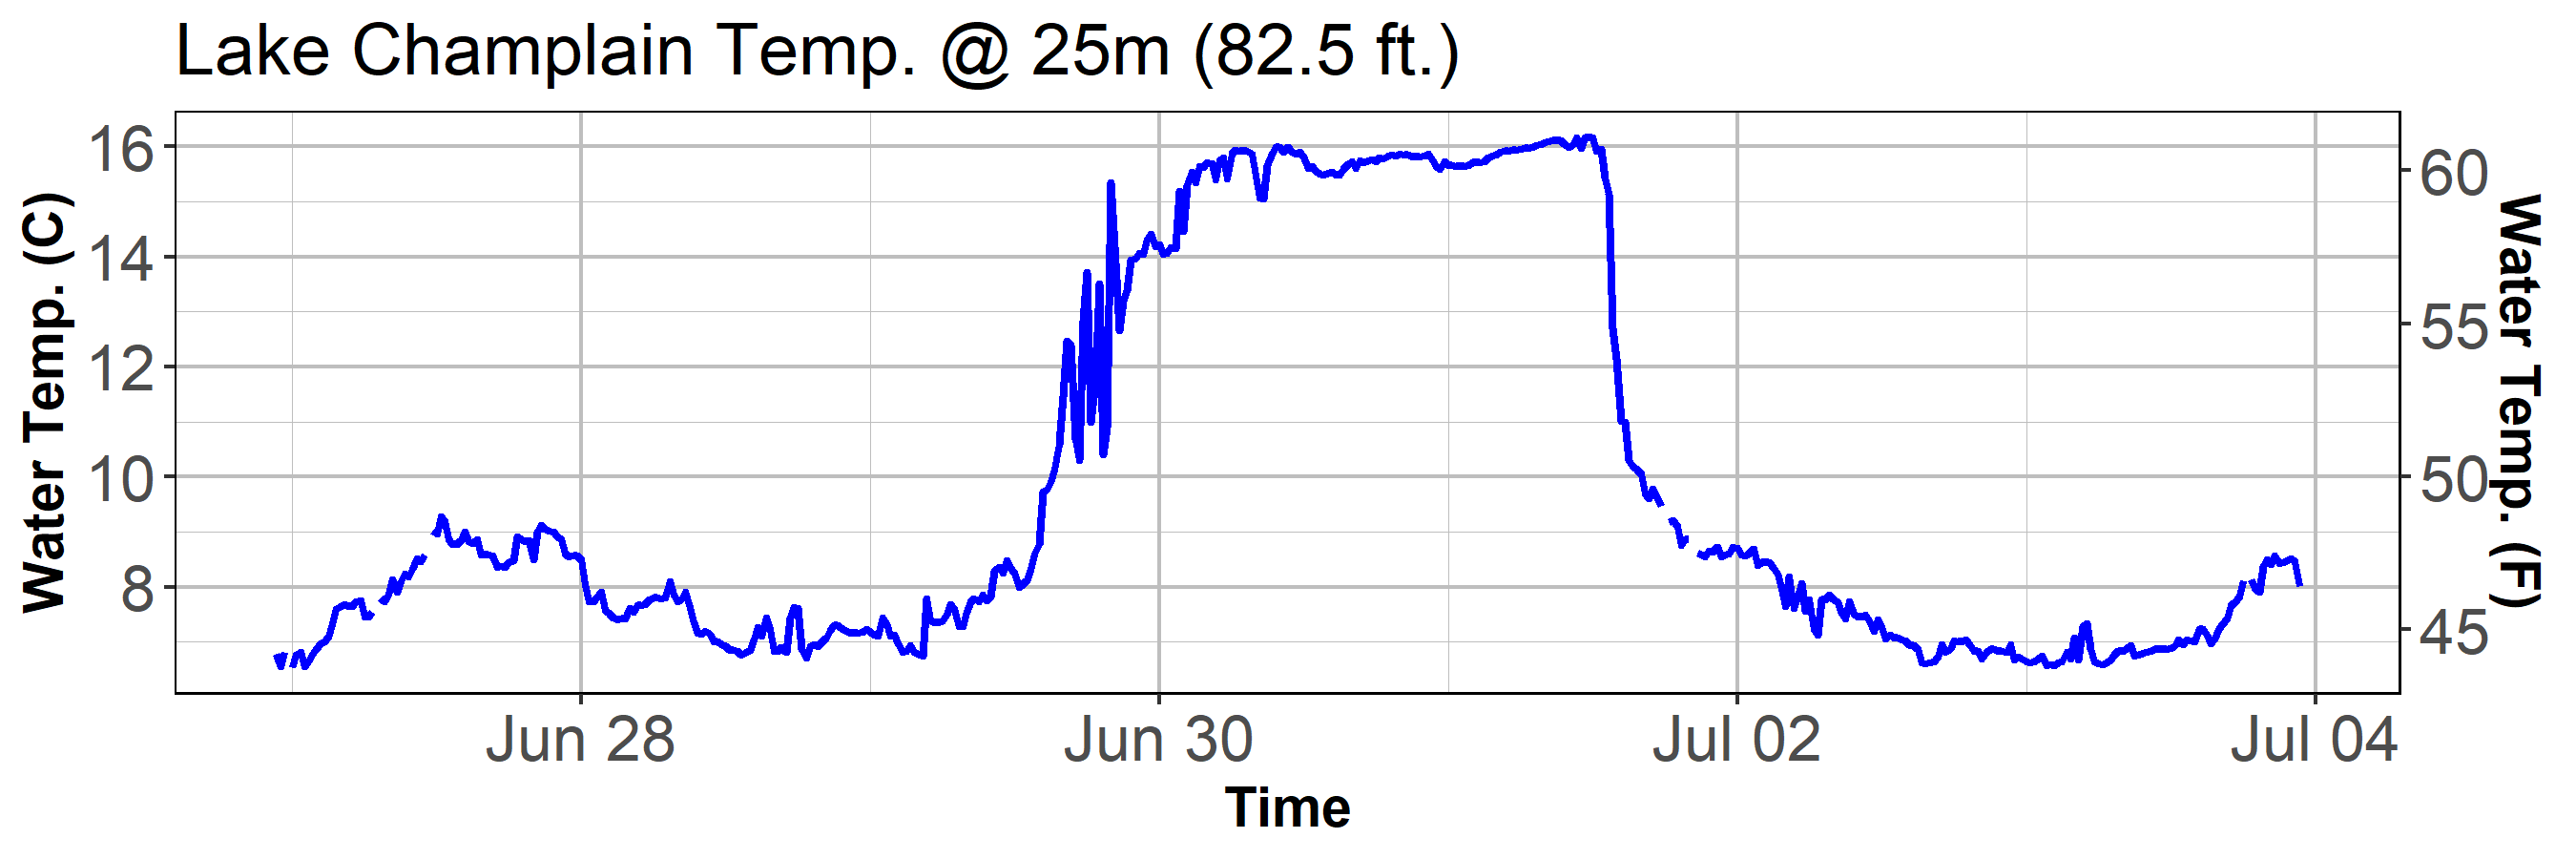 Lake Champlain Temp. @ 25m (82.5 ft.)
Water Temp. (C)
16
14
12
10
8
60
55
50
45
Water Temp. (F)
Jun 28
Jun 30
Jul 02
Jul 04
Time